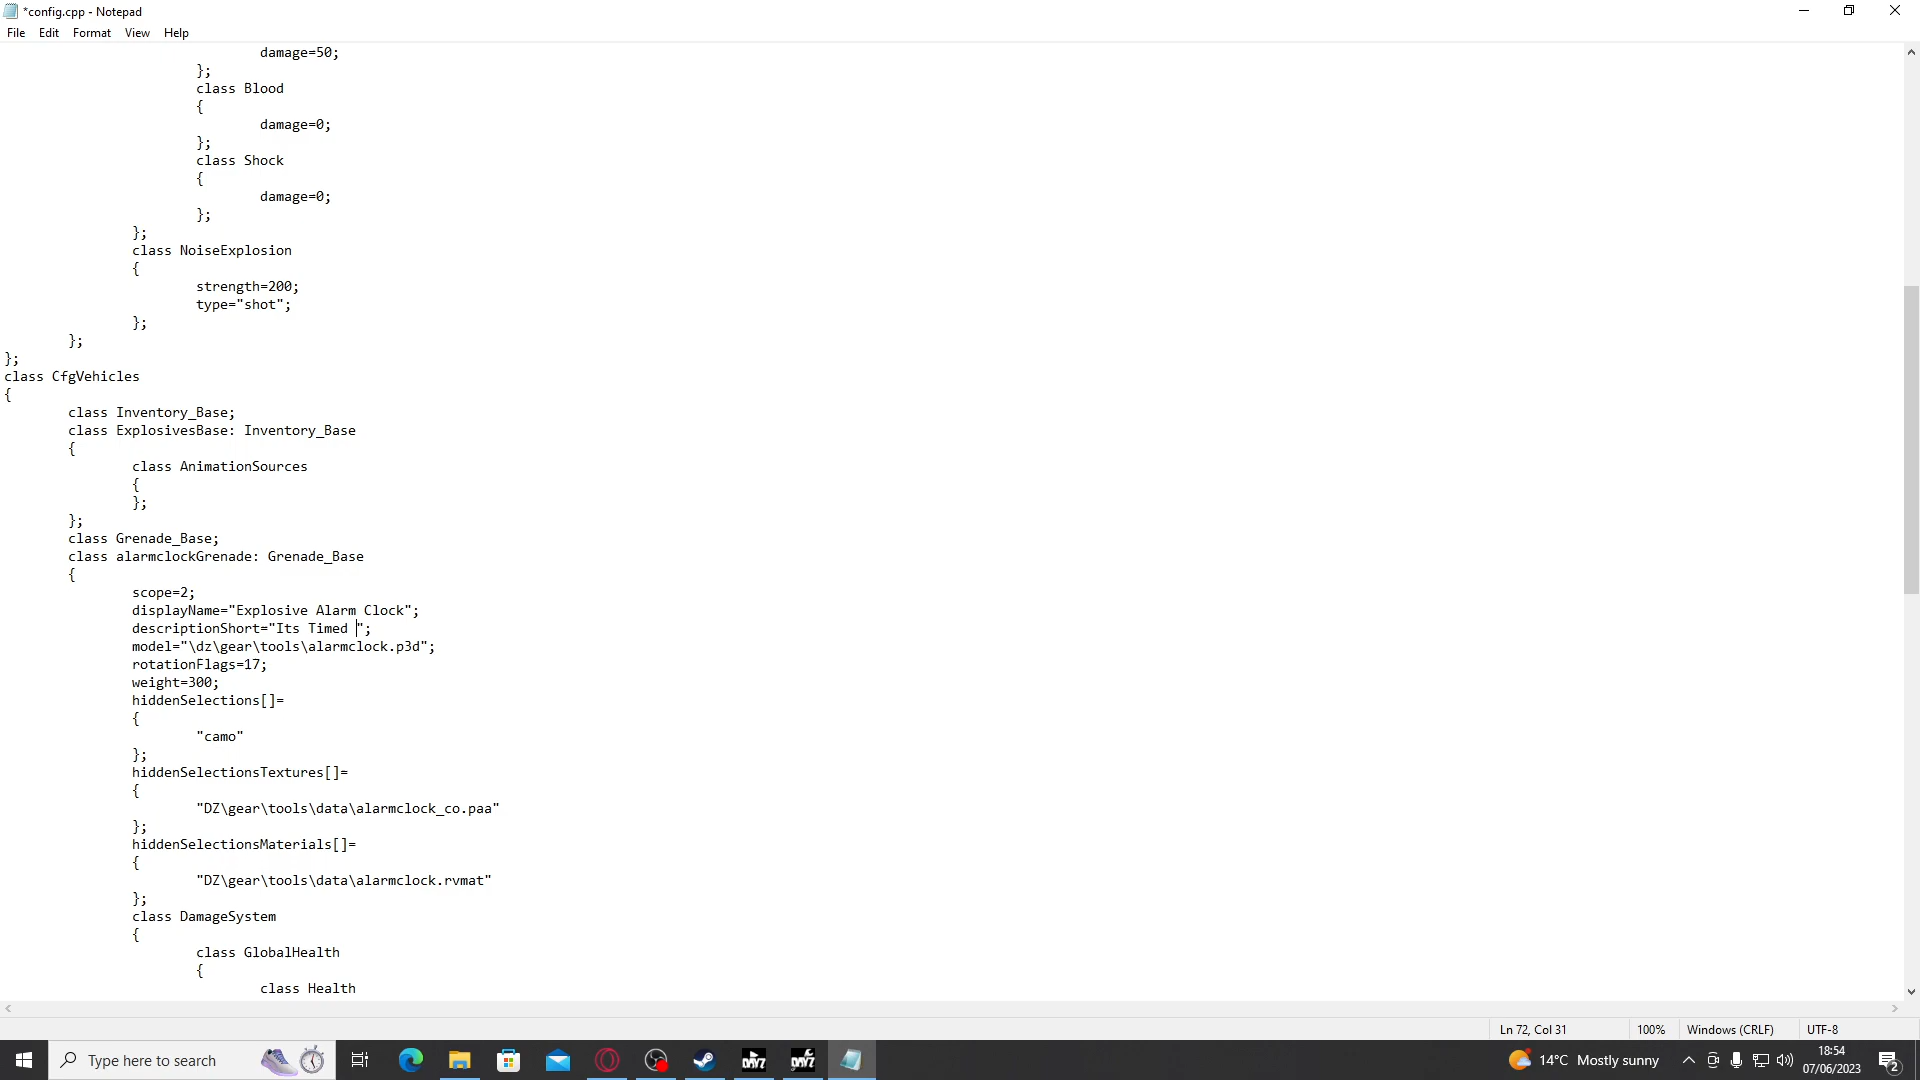 *config.cpp - Notepad
File Edit Format View Help
damage=50;
};
class Blood
{
damage=0;
};
class Shock
{
damage=0;
};
};
class NoiseExplosion
{
strength=200;
type="shot";
};
};
};
class CfgVehicles
{
class Inventory_Base;
class ExplosivesBase: Inventory_Base
{
class AnimationSources
{
};
};
class Grenade_Base;
class alarmclockGrenade: Grenade_Base
{
scope=2;
displayName="Explosive Alarm Clock";
descriptionShort="Its Timed ";
model="\dz\gear\tools\alarmclock.p3d";
rotationFlags=17;
weight=300;
hiddenSelections[]=
{
"camo"
};
hiddenSelectionsTextures[]=
{
"DZ\gear\tools\data\alarmclock_co.paa"
};
hiddenSelectionsMaterials[]=
{
"DZ\gear\tools\data\alarmclock.rvmat"
};
class DamageSystem
{
class GlobalHealth
{
class Health
Ln 72, Col 31 100% Windows (CRLF) UTF-8
Type here to search DAYZ DAYZ 14°C Mostly sunny 18:54
07/06/2023 2